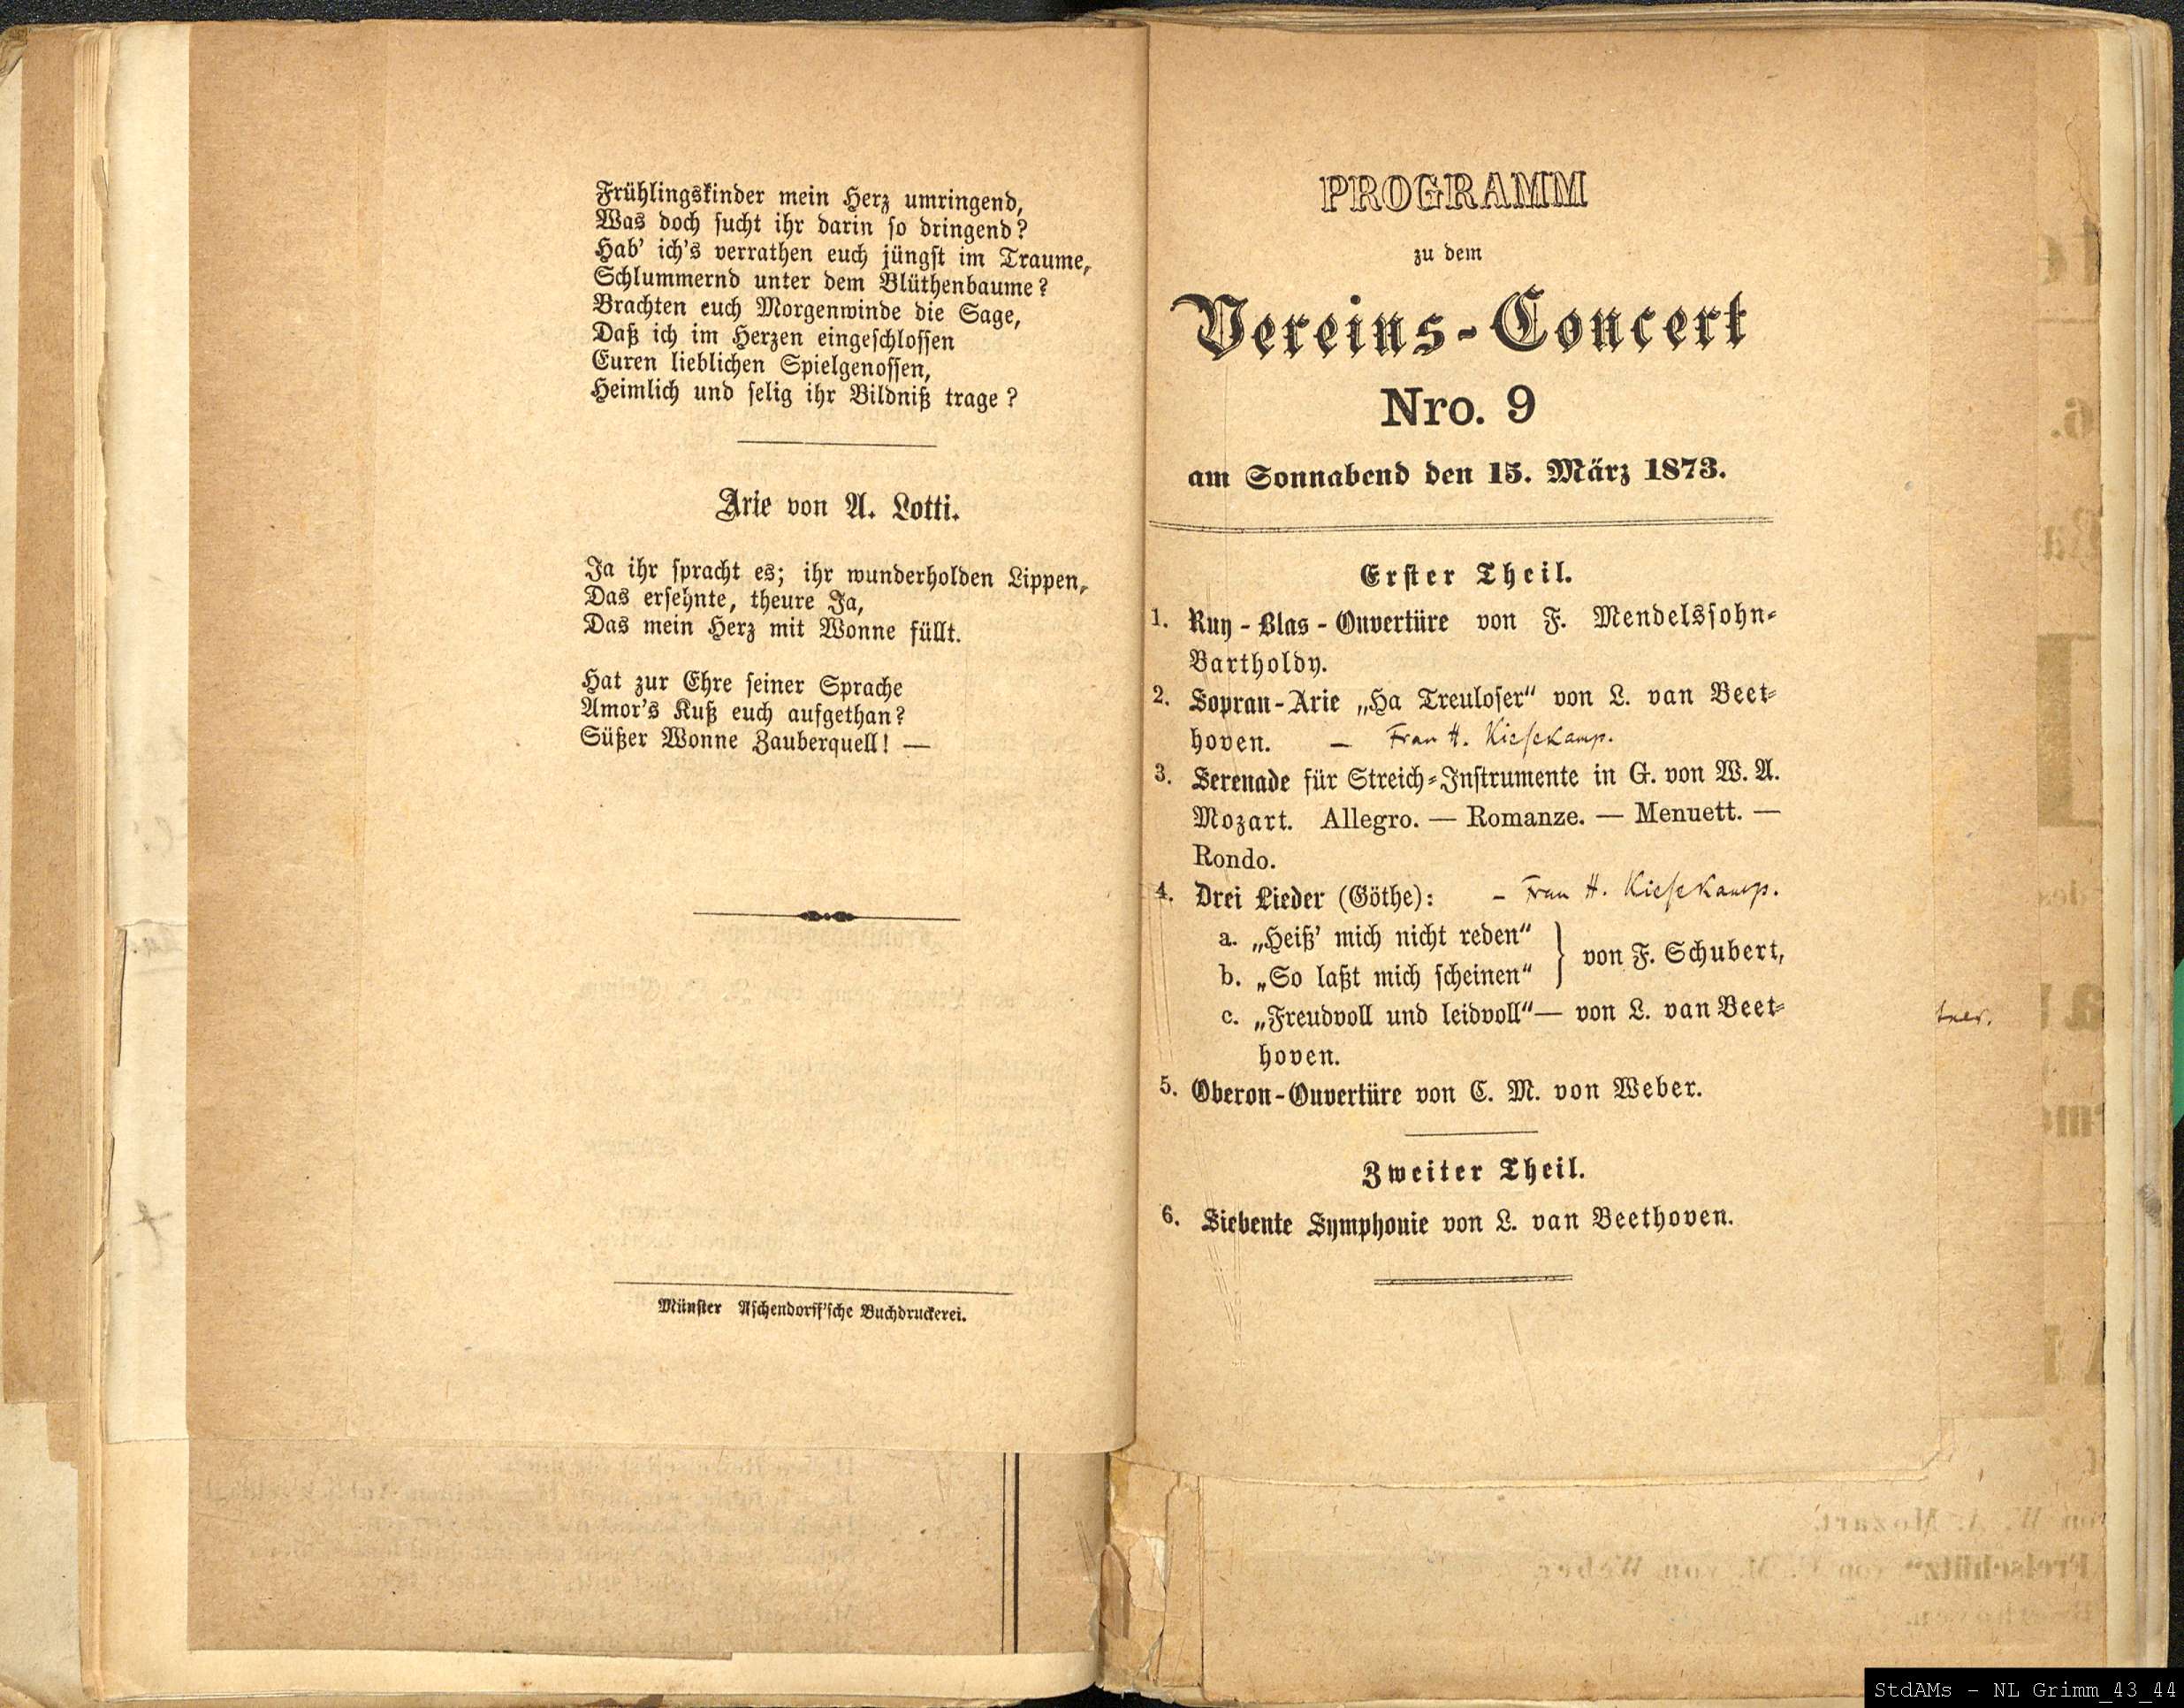 Frühlingskinder mein Herz umringend,
Was doch sucht ihr darin so dringend?
Hab' ich's verrathen euch jüngst im Traume,
Schlummernd unter dem Blüthenbaume?
Brachten euch Morgenwinde die Sage,
Daß ich im Herzen eingeschlossen
Euren lieblichen Spielgenossen,
Heimlich und selig ihr Bildniß trage?
Arie von A. Lotti.
Ja ihr spracht es; ihr wunderholden Lippen,
Das ersehnte, theure Ja,
Das mein Herz mit Wonne füllt.
Hat zur Ehre seiner Sprache
Amor's Kuß euch aufgethan?
Süßer Wonne Zauberquell! —
Münster Aschendorff'sche Buchdruckerei.
PROGRAMM
zu dem
Vereins-Concert
Nro. 9
am Sonnabend den 15. März 1873.
Erster Theil.
1. Ruy-Blas-Ouvertüre von F. Mendelssohn-
Bartholdy.
2. Sopran-Arie „Ha Treuloser" von L. van Beet-
hoven. — Frau H. Kiesekamp.
3. Serenade für Streich-Instrumente in G. von W. A.
Mozart. Allegro. — Romanze. — Menuett. —
Rondo.
4. Drei Lieder (Göthe): – Frau H. Kiesekamp.
a. „Heiß' mich nicht reden"
b. „So laßt mich scheinen" } von F. Schubert,
c. „Freudvoll und leidvoll"— von L. van Beet-
hoven.
5. Oberon-Ouvertüre von C. M. von Weber.
Zweiter Theil.
6. Siebente Symphonie von L. van Beethoven.
StdAMs - NL Grimm_43_44